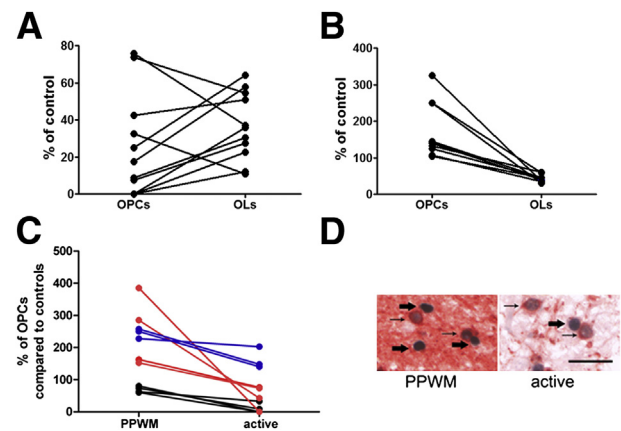 A
% of control
80
60
40
20
0
OPCs OLs
B
% of control
400
300
200
100
0
OPCs OLs
C
% of OPCs
compared to controls
500
400
300
200
100
0
PPWM active
D
PPWM active